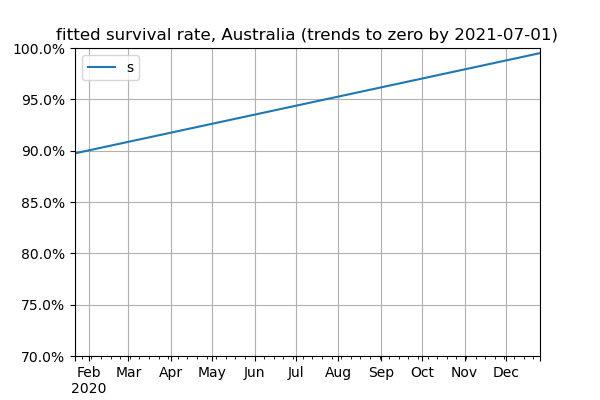 fitted survival rate, Australia (trends to zero by 2021-07-01)
100.0%
s
95.0%
90.0%
85.0%
80.0%
75.0%
70.0%
Feb Mar Apr May Jun Jul Aug Sep Oct Nov Dec
2020